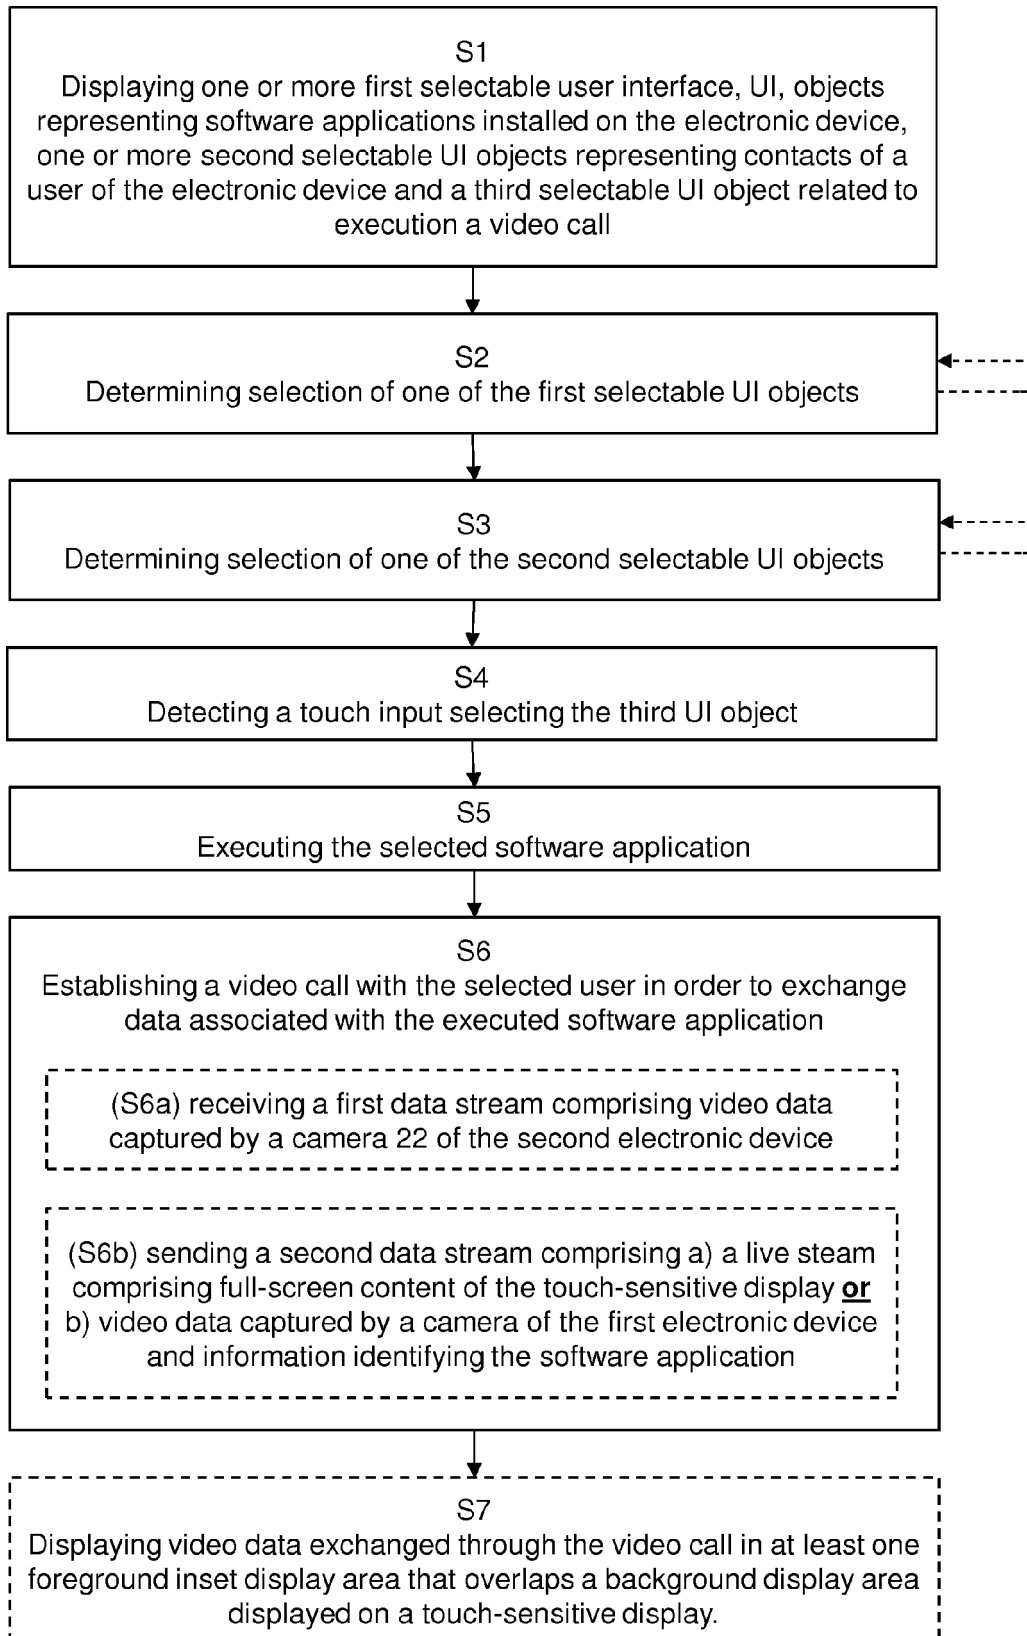 S1
Displaying one or more first selectable user interface, UI, objects
representing software applications installed on the electronic device,
one or more second selectable UI objects representing contacts of a
user of the electronic device and a third selectable UI object related to
execution a video call
S2
Determining selection of one of the first selectable UI objects
S3
Determining selection of one of the second selectable UI objects
S4
Detecting a touch input selecting the third UI object
S5
Executing the selected software application
S6
Establishing a video call with the selected user in order to exchange
data associated with the executed software application
(S6a) receiving a first data stream comprising video data
captured by a camera 22 of the second electronic device
(S6b) sending a second data stream comprising a) a live steam
comprising full-screen content of the touch-sensitive display or
b) video data captured by a camera of the first electronic device
and information identifying the software application
S7
Displaying video data exchanged through the video call in at least one
foreground inset display area that overlaps a background display area
displayed on a touch-sensitive display.